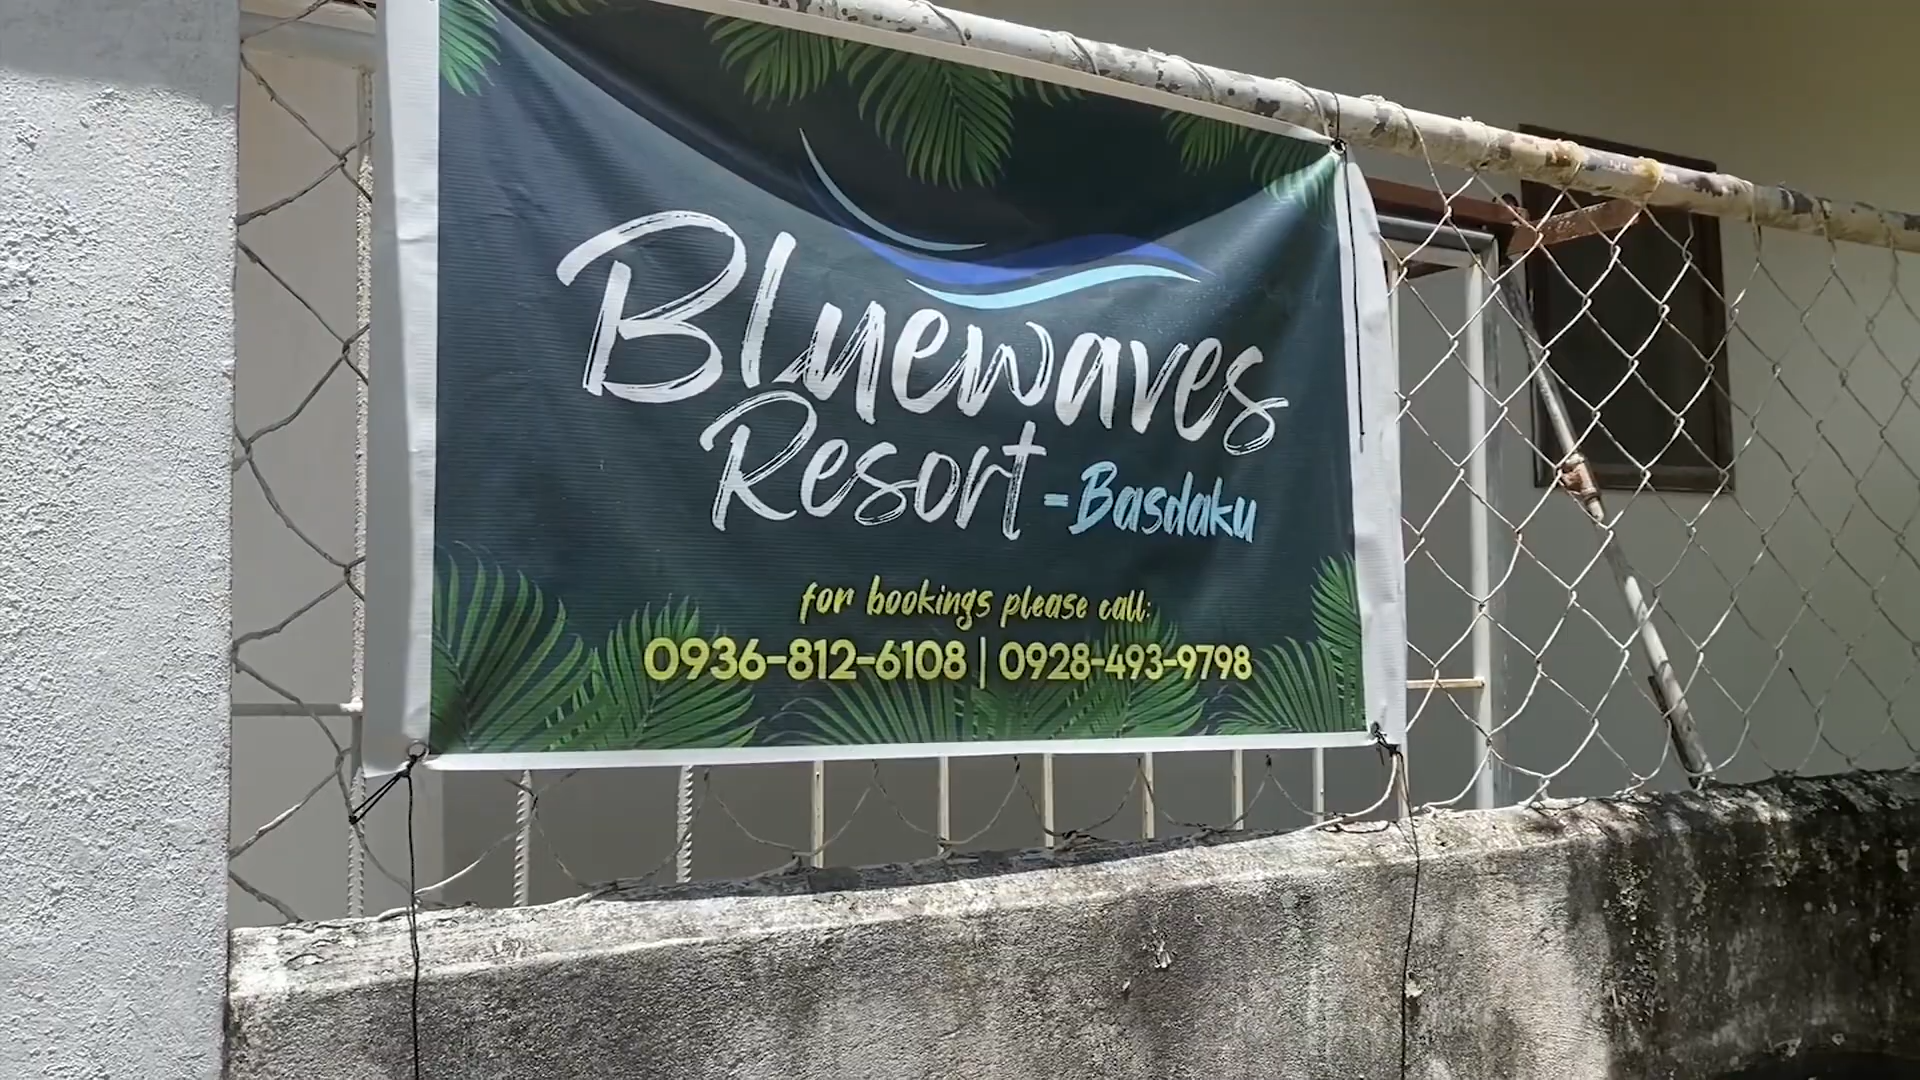 Bluewaves
Resort - Basdaku
for bookings please call:
0936-812-6108 | 0928-493-9798